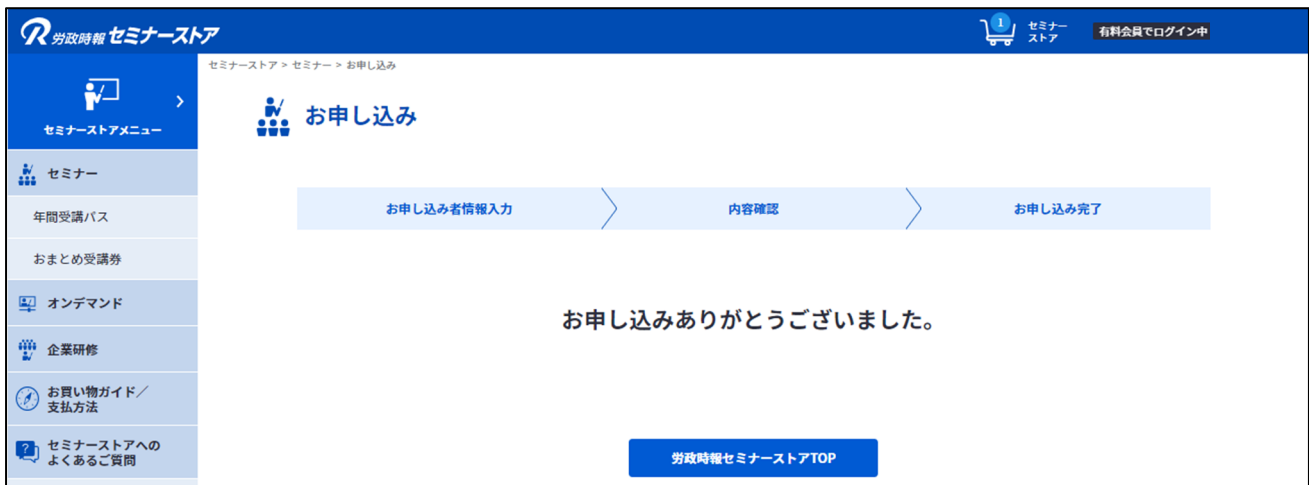 労政時報 セミナーストア
1
セミナー
ストア
有料会員でログイン中
セミナーストア > セミナー > お申し込み
セミナーストアメニュー
セミナー
年間受講パス
おまとめ受講券
オンデマンド
企業研修
お買い物ガイド／
支払方法
セミナーストアへの
よくあるご質問
お申し込み
お申し込み者情報入力
内容確認
お申し込み完了
お申し込みありがとうございました。
労政時報セミナーストアTOP